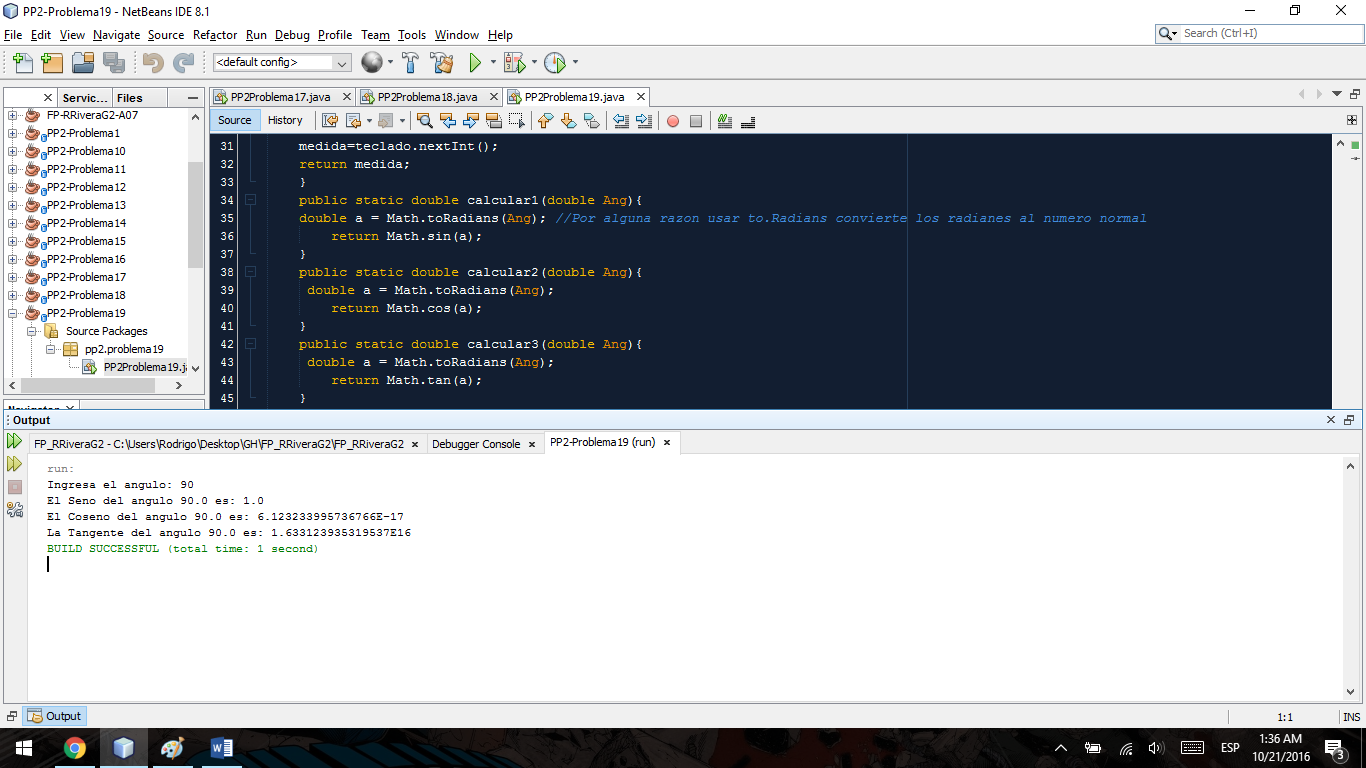 PP2-Problema19 - NetBeans IDE 8.1
File Edit View Navigate Source Refactor Run Debug Profile Team Tools Window Help
Search (Ctrl+I)
<default config>
Servic... Files
PP2Problema17.java PP2Problema18.java PP2Problema19.java
Source History
FP-RRiveraG2-A07
PP2-Problema1
PP2-Problema10
PP2-Problema11
PP2-Problema12
PP2-Problema13
PP2-Problema14
PP2-Problema15
PP2-Problema16
PP2-Problema17
PP2-Problema18
PP2-Problema19
Source Packages
pp2.problema19
PP2Problema19.ja
Navigator
31 medida=teclado.nextInt();
32 return medida;
33 }
34 public static double calcular1(double Ang){
35 double a = Math.toRadians(Ang); //Por alguna razon usar to.Radians convierte los radianes al numero normal
36 return Math.sin(a);
37 }
38 public static double calcular2(double Ang){
39 double a = Math.toRadians(Ang);
40 return Math.cos(a);
41 }
42 public static double calcular3(double Ang){
43 double a = Math.toRadians(Ang);
44 return Math.tan(a);
45 }
Output
FP_RRiveraG2 - C:\Users\Rodrigo\Desktop\GH\FP_RRiveraG2\FP_RRiveraG2 Debugger Console PP2-Problema19 (run)
run:
Ingresa el angulo: 90
El Seno del angulo 90.0 es: 1.0
El Coseno del angulo 90.0 es: 6.123233995736766E-17
La Tangente del angulo 90.0 es: 1.633123935319537E16
BUILD SUCCESSFUL (total time: 1 second)
Output
1:1 INS
ESP
1:36 AM
10/21/2016
3